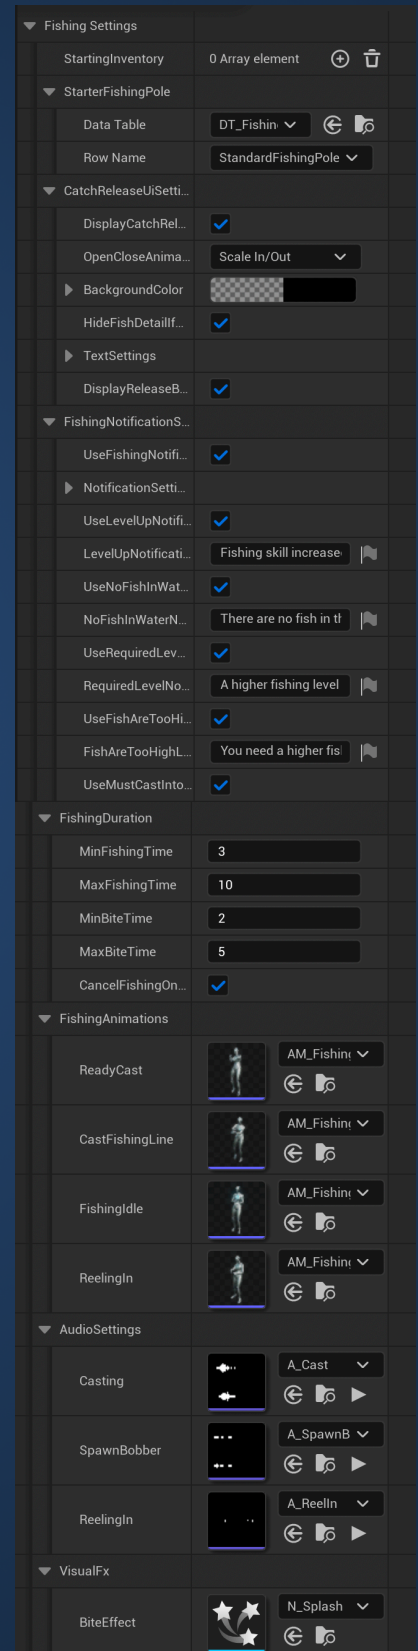 Fishing Settings
StartingInventory 0 Array element
StarterFishingPole
Data Table DT_Fishin
Row Name StandardFishingPole
CatchReleaseUiSetti...
DisplayCatchRel...
OpenCloseAnima... Scale In/Out
BackgroundColor
HideFishDetailIf...
TextSettings
DisplayReleaseB...
FishingNotificationS...
UseFishingNotifi...
NotificationSetti...
UseLevelUpNotifi...
LevelUpNotificati... Fishing skill increase
UseNoFishInWat...
NoFishInWaterN... There are no fish in th
UseRequiredLev...
RequiredLevelNo... A higher fishing level
UseFishAreTooHi...
FishAreTooHighL... You need a higher fis
UseMustCastInto...
FishingDuration
MinFishingTime 3
MaxFishingTime 10
MinBiteTime 2
MaxBiteTime 5
CancelFishingOn...
FishingAnimations
ReadyCast AM_Fishing
CastFishingLine AM_Fishing
FishingIdle AM_Fishing
ReelingIn AM_Fishing
AudioSettings
Casting A_Cast
SpawnBobber A_SpawnB
ReelingIn A_ReelIn
VisualFx
BiteEffect N_Splash